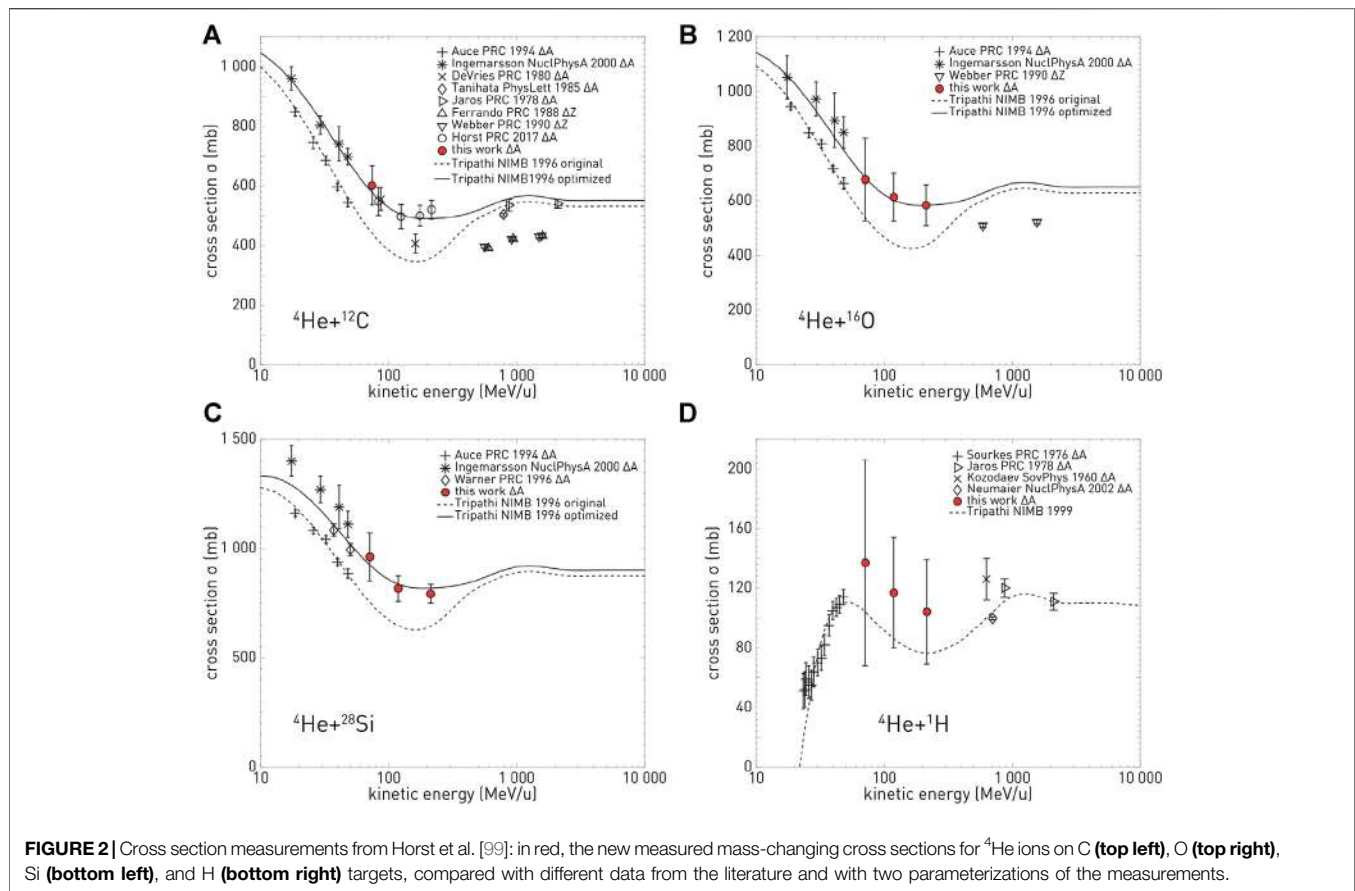 A
+ Auce PRC 1994 ΔA
Ingemarsson NuclPhysA 2000 ΔA
× DeVries PRC 1980 ΔA
Tanihata PhysLett 1985 ΔA
Jaros PRC 1978 ΔA
Ferrando PRC 1988 ΔZ
Webber PRC 1990 ΔZ
Horst PRC 2017 ΔA
this work ΔA
Tripathi NIMB 1996 original
Tripathi NIMB1996 optimized
cross section σ (mb)
1 000
800
600
400
200
0
⁴He+¹²C
10
100
1 000
10 000
kinetic energy (MeV/u)
B
Auce PRC 1994 ΔA
Ingemarsson NuclPhysA 2000 ΔA
Webber PRC 1990 ΔZ
this work ΔA
Tripathi NIMB 1996 original
Tripathi NIMB 1996 optimized
cross section σ (mb)
1 200
1 000
800
600
400
200
0
⁴He+¹⁶O
10
100
1 000
10 000
kinetic energy (MeV/u)
C
Auce PRC 1994 ΔA
Ingemarsson NuclPhysA 2000 ΔA
Warner PRC 1996 ΔA
this work ΔA
Tripathi NIMB 1996 original
Tripathi NIMB 1996 optimized
cross section σ (mb)
1 500
1 000
500
0
⁴He+²⁸Si
10
100
1 000
10 000
kinetic energy (MeV/u)
D
Sourkes PRC 1976 ΔA
Jaros PRC 1978 ΔA
Kozodaev SovPhys 1960 ΔA
Neumaier NuclPhysA 2002 ΔA
this work ΔA
Tripathi NIMB 1999
cross section σ (mb)
200
160
120
80
40
0
⁴He+¹H
10
100
1 000
10 000
kinetic energy (MeV/u)
FIGURE 2 | Cross section measurements from Horst et al. [99]: in red, the new measured mass-changing cross sections for ⁴He ions on C (top left), O (top right),
Si (bottom left), and H (bottom right) targets, compared with different data from the literature and with two parameterizations of the measurements.